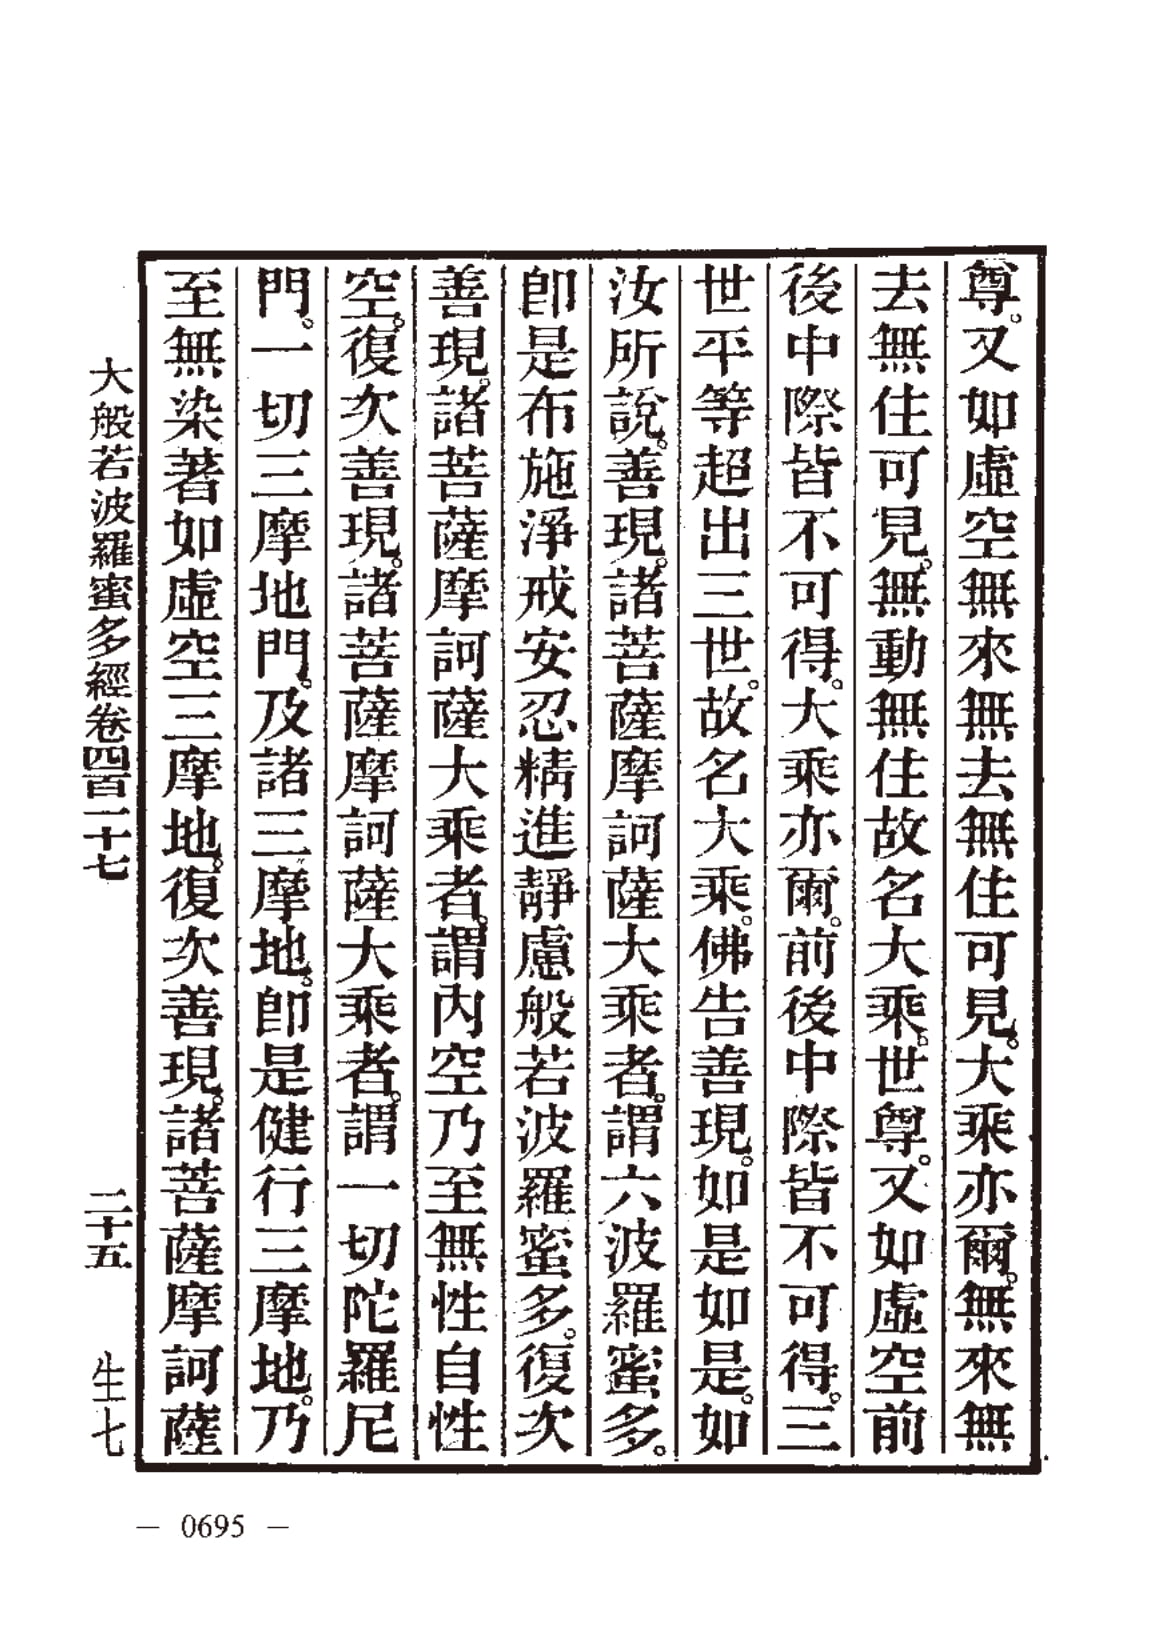 尊。又如虛空無來無去無住可見。大乘亦爾。無來無
去無住可見。無動無住故名大乘。世尊。又如虛空前
後中際皆不可得。大乘亦爾。前後中際皆不可得。三
世平等超出三世。故名大乘。佛告善現。如是如是。如
汝所說。善現。諸菩薩摩訶薩大乘者。謂六波羅蜜多。
卽是布施淨戒安忍精進靜慮般若波羅蜜多。復次
善現。諸菩薩摩訶薩大乘者。謂內空乃至無性自性
空。復次善現。諸菩薩摩訶薩大乘者。謂一切陀羅尼
門。一切三摩地門。及諸三摩地。卽是健行三摩地。乃
至無染著如虛空三摩地。復次善現。諸菩薩摩訶薩
大般若波羅蜜多經卷四百一十七 二十五 生七
— 0695 —